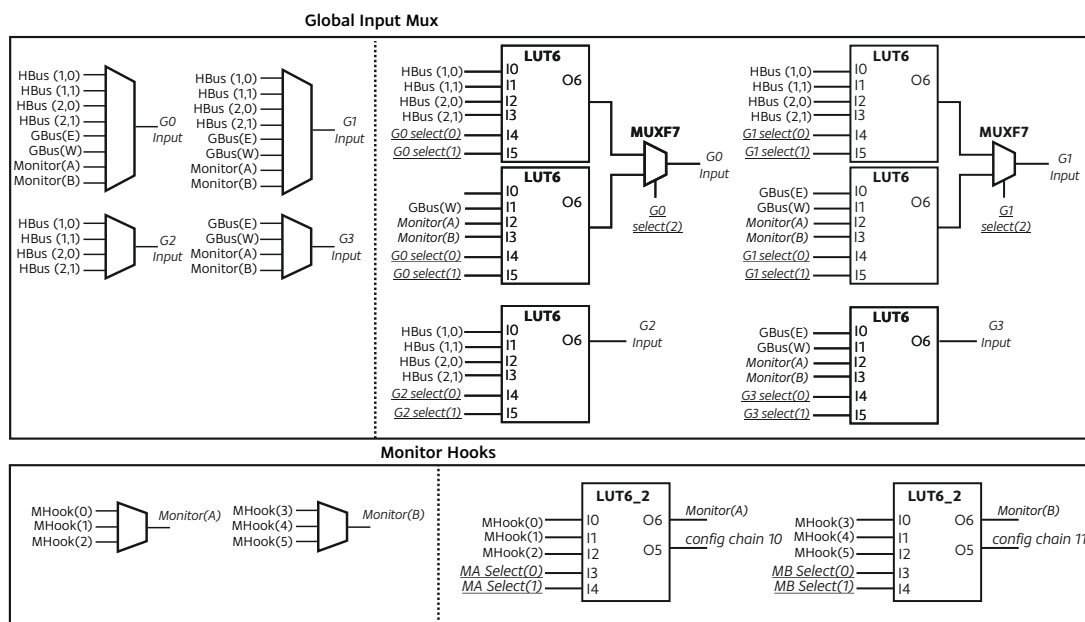 Global Input Mux
HBus (1,0)
HBus (1,1)
HBus (2,0)
HBus (2,1)
GBus(E)
GBus(W)
Monitor(A)
Monitor(B)
G0
Input
HBus (1,0)
HBus (1,1)
HBus (2,0)
HBus (2,1)
GBus(E)
GBus(W)
Monitor(A)
Monitor(B)
G1
Input
HBus (1,0)
HBus (1,1)
HBus (2,0)
HBus (2,1)
G2
Input
GBus(E)
GBus(W)
Monitor(A)
Monitor(B)
G3
Input
LUT6
HBus (1,0) I0
HBus (1,1) I1
HBus (2,0) I2
HBus (2,1) I3
G0 select(0) I4
G0 select(1) I5
O6
LUT6
I0
GBus(W) I1
Monitor(A) I2
Monitor(B) I3
G0 select(0) I4
G0 select(1) I5
O6
MUXF7
G0
Input
G0
select(2)
LUT6
HBus (1,0) I0
HBus (1,1) I1
HBus (2,0) I2
HBus (2,1) I3
G1 select(0) I4
G1 select(1) I5
O6
LUT6
GBus(E) I0
GBus(W) I1
Monitor(A) I2
Monitor(B) I3
G1 select(0) I4
G1 select(1) I5
O6
MUXF7
G1
Input
G1
select(2)
LUT6
HBus (1,0) I0
HBus (1,1) I1
HBus (2,0) I2
HBus (2,1) I3
G2 select(0) I4
G2 select(1) I5
O6
G2
Input
LUT6
GBus(E) I0
GBus(W) I1
Monitor(A) I2
Monitor(B) I3
G3 select(0) I4
G3 select(1) I5
O6
G3
Input
Monitor Hooks
MHook(0)
MHook(1)
MHook(2)
Monitor(A)
MHook(3)
MHook(4)
MHook(5)
Monitor(B)
LUT6_2
MHook(0) I0
MHook(1) I1
MHook(2) I2
MA Select(0) I3
MA Select(1) I4
O6 Monitor(A)
O5 config chain 10
LUT6_2
MHook(3) I0
MHook(4) I1
MHook(5) I2
MB Select(0) I3
MB Select(1) I4
O6 Monitor(B)
O5 config chain 11